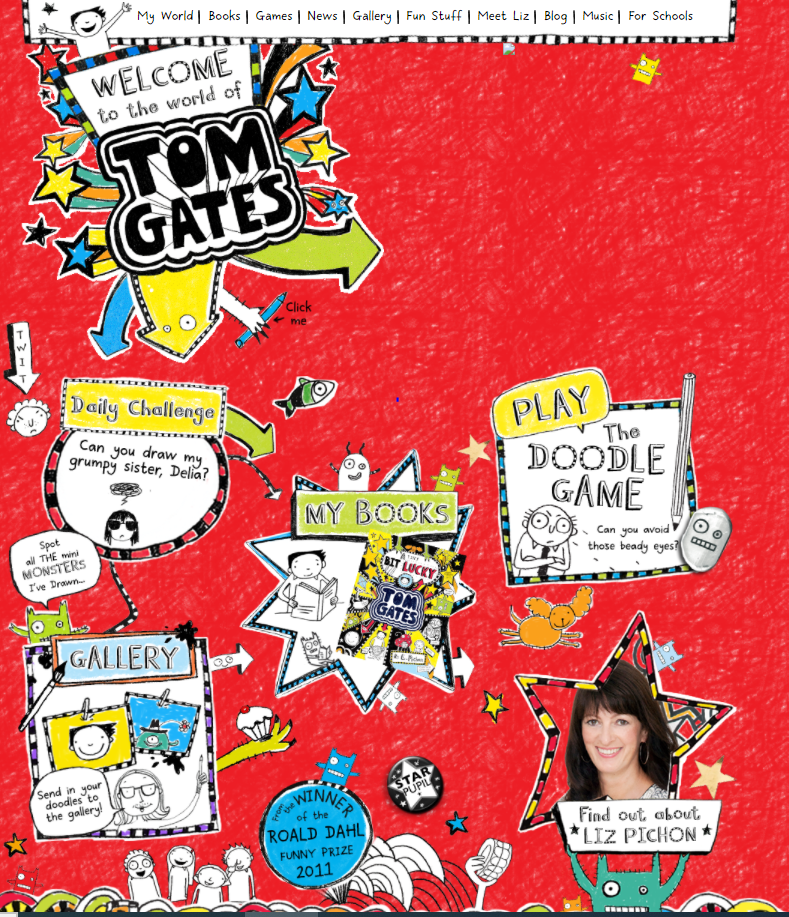 My World | Books | Games | News | Gallery | Fun Stuff | Meet Liz | Blog | Music | For Schools
WELCOME
to the world of
TOM
GATES
Click
me
TWIT
Daily Challenge
Can you draw my
grumpy sister, Delia?
PLAY
The
DOODLE
GAME
Can you avoid
those beady eyes?
MY BOOKS
BIT LUCKY
TOM
GATES
Spot
all THE mini
MONSTERS
I've Drawn...
GALLERY
Send in your
doodles to
the gallery!
STAR
PUPIL
From the WINNER
of the
ROALD DAHL
FUNNY PRIZE
2011
Find out about
LIZ PICHON